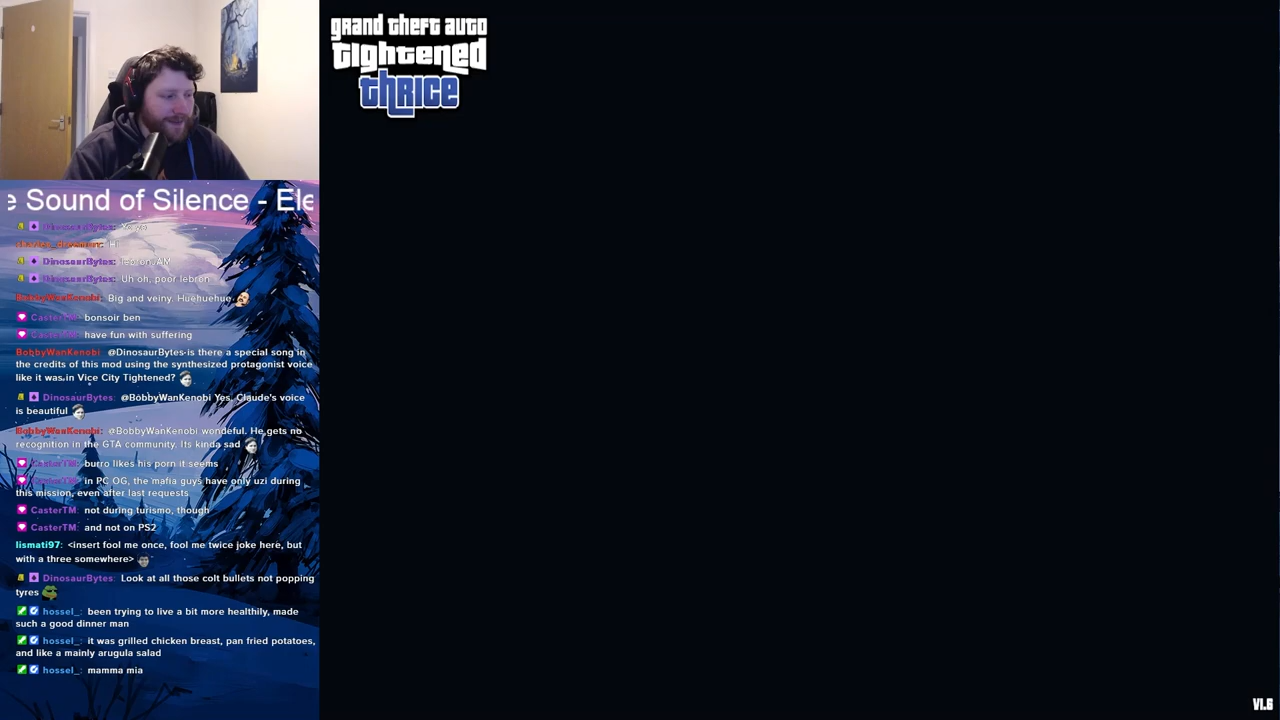 grand theft auto
tightened
thrice
e Sound of Silence - Ele
DinosaurBytes:
Hi
DinosaurBytes:
DinosaurBytes: Uh oh, poor lebron
BobbyWanKenobi: Big and veiny. Huehuehue
CasterTM: bonsoir ben
CasterTM: have fun with suffering
BobbyWanKenobi: @DinosaurBytes is there a special song in
the credits of this mod using the synthesized protagonist voice
like it was in Vice City Tightened?
DinosaurBytes: @BobbyWanKenobi Yes. Claude's voice
is beautiful
BobbyWanKenobi: @BobbyWanKenobi wondeful. He gets no
recognition in the GTA community. Its kinda sad
CasterTM: burro likes his porn it seems
CasterTM: in PC OG, the mafia guys have only uzi during
this mission, even after last requests
CasterTM: not during turismo, though
CasterTM: and not on PS2
lismati97: <insert fool me once, fool me twice joke here, but
with a three somewhere>
DinosaurBytes: Look at all those colt bullets not popping
tyres
hossel_: been trying to live a bit more healthily, made
such a good dinner man
hossel_: it was grilled chicken breast, pan fried potatoes,
and like a mainly arugula salad
hossel_: mamma mia
V1.6